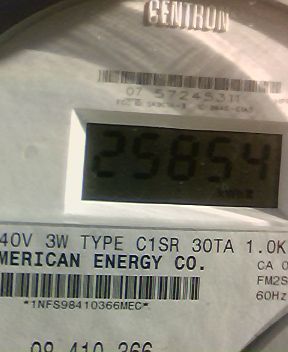 CENTRON
07 57245311
25854
40V 3W TYPE C1SR 30TA 1.0K
MERICAN ENERGY CO.
CA 0
FM2S
60Hz
*1NFS98410366MEC*
98 410 366